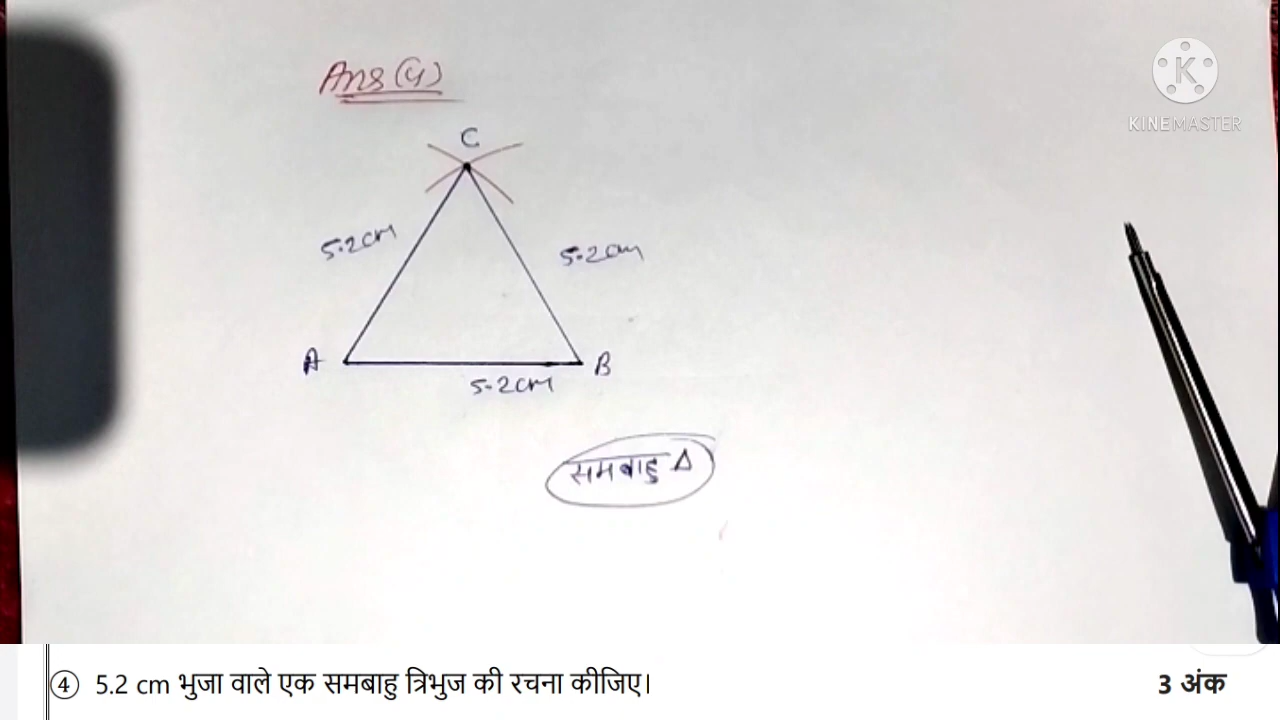 Ans (4)
KINEMASTER
C
5.2cm
5.2cm
A
B
5.2cm
समबाहु Δ
④ 5.2 cm भुजा वाले एक समबाहु त्रिभुज की रचना कीजिए।
3 अंक